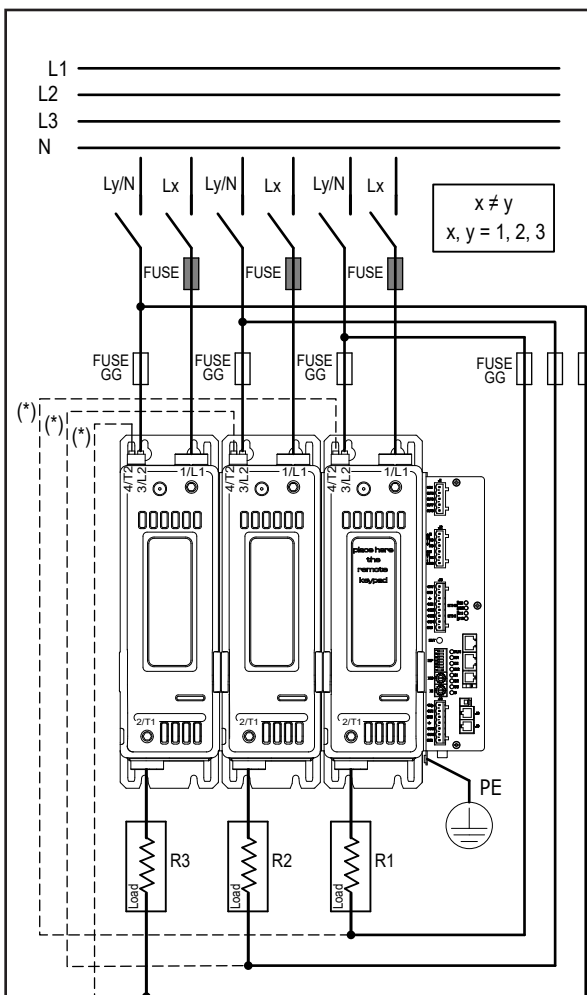 L1
L2
L3
N
Ly/N Lx Ly/N Lx Ly/N Lx
x ≠ y
x, y = 1, 2, 3
FUSE FUSE FUSE
FUSE GG FUSE GG FUSE GG FUSE GG
(*) (*) (*)
4/T2 3/L2 1/L1 4/T2 3/L2 1/L1 4/T2 3/L2 1/L1
place here
the
remote
keypad
2/T1 2/T1 2/T1
PE
Load R3 Load R2 Load R1